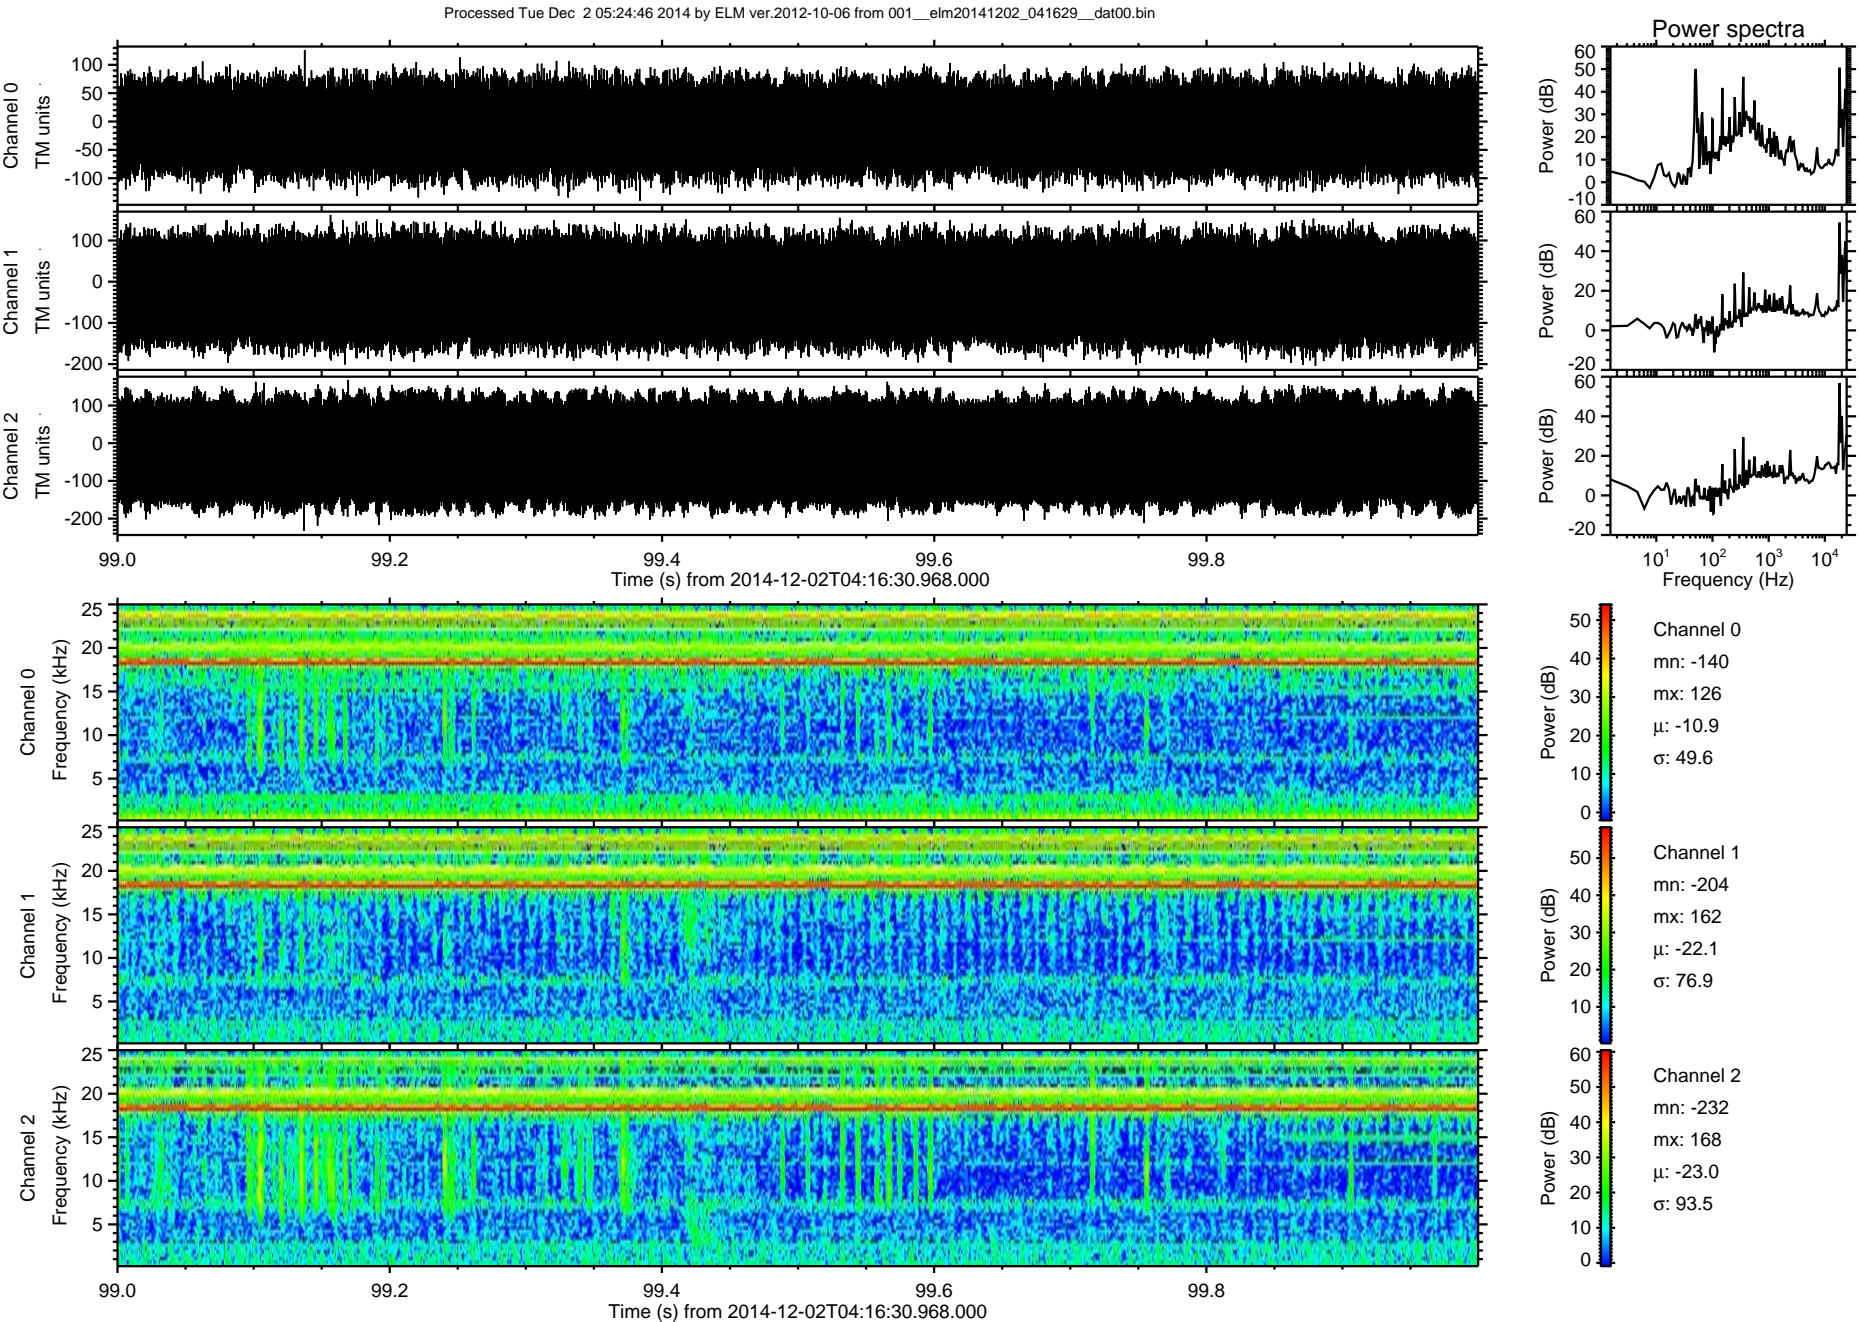 Processed Tue Dec  2 05:24:46 2014 by ELM ver.2012-10-06 from 001__elm20141202_041629__dat00.bin
Power spectra
Channel 0
TM units
100
50
0
-50
-100
Power (dB)
60
50
40
30
20
10
0
-10
Channel 1
TM units
100
0
-100
-200
Power (dB)
60
40
20
0
-20
Channel 2
TM units
100
0
-100
-200
Power (dB)
60
40
20
0
-20
99.0 99.2 99.4 99.6 99.8
Time (s) from 2014-12-02T04:16:30.968.000
10¹ 10² 10³ 10⁴
Frequency (Hz)
Channel 0
Frequency (kHz)
25
20
15
10
5
Power (dB)
50
40
30
20
10
0
Channel 0
mn: -140
mx: 126
µ: -10.9
σ: 49.6
Channel 1
Frequency (kHz)
25
20
15
10
5
Power (dB)
50
40
30
20
10
Channel 1
mn: -204
mx: 162
µ: -22.1
σ: 76.9
Channel 2
Frequency (kHz)
25
20
15
10
5
Power (dB)
60
50
40
30
20
10
0
Channel 2
mn: -232
mx: 168
µ: -23.0
σ: 93.5
99.0 99.2 99.4 99.6 99.8
Time (s) from 2014-12-02T04:16:30.968.000